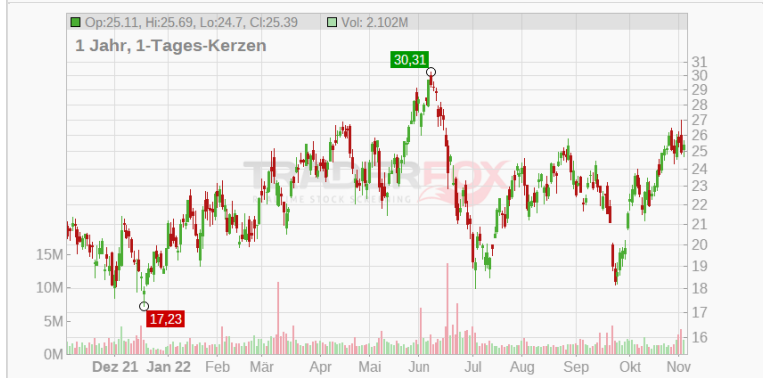 Op:25.11, Hi:25.69, Lo:24.7, Cl:25.39 Vol: 2.102M
1 Jahr, 1-Tages-Kerzen
30,31
31
30
29
28
27
26
25
24
23
22
21
20
19
18
17
16
TRADERFOX
15M
10M
5M
0M
17,23
Dez 21 Jan 22 Feb Mär Apr Mai Jun Jul Aug Sep Okt Nov